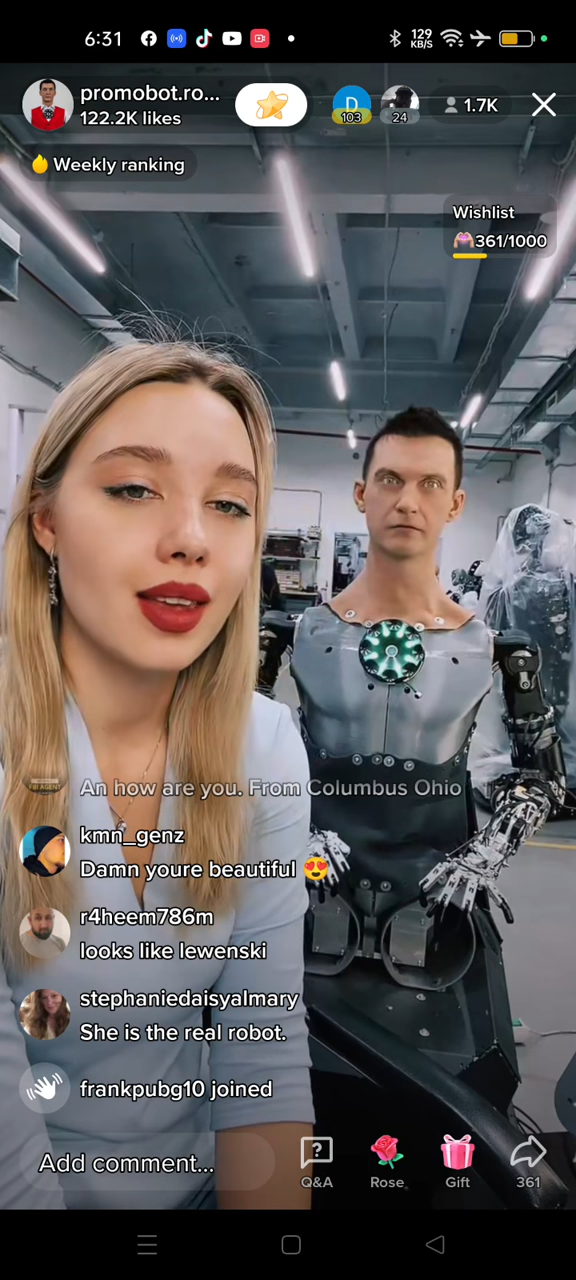 6:31
129
KB/S
promobot.ro...
122.2K likes
D
103
24
1.7K
Weekly ranking
Wishlist
361/1000
FBI AGENT
An how are you. From Columbus Ohio
kmn_genz
Damn youre beautiful 😍
r4heem786m
looks like lewenski
stephaniedaisyalmary
She is the real robot.
frankpubg10 joined
Add comment...
Q&A
Rose
Gift
361